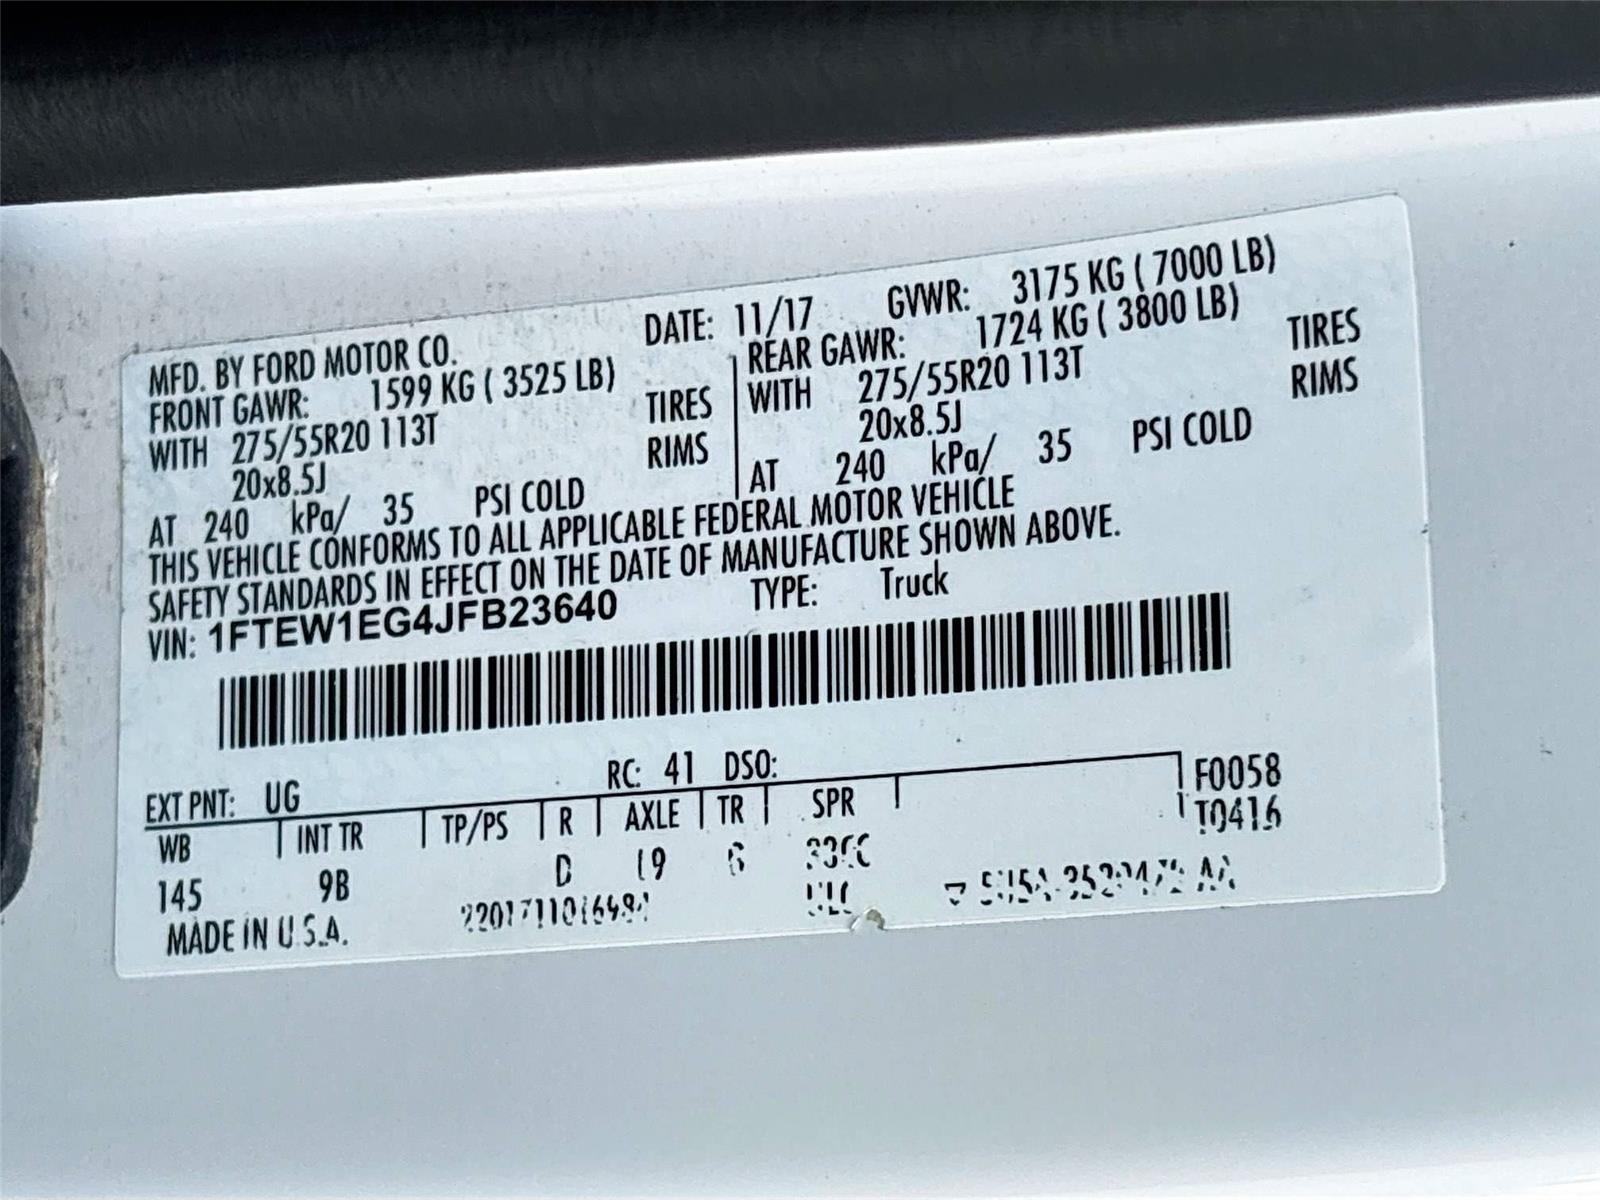 MFD. BY FORD MOTOR CO. DATE: 11/17 GVWR: 3175 KG ( 7000 LB)
FRONT GAWR: 1599 KG ( 3525 LB) REAR GAWR: 1724 KG ( 3800 LB)
WITH 275/55R20 113T TIRES WITH 275/55R20 113T TIRES
20x8.5J RIMS 20x8.5J RIMS
AT 240 kPa/ 35 PSI COLD AT 240 kPa/ 35 PSI COLD
THIS VEHICLE CONFORMS TO ALL APPLICABLE FEDERAL MOTOR VEHICLE
SAFETY STANDARDS IN EFFECT ON THE DATE OF MANUFACTURE SHOWN ABOVE.
VIN: 1FTEW1EG4JFB23640 TYPE: Truck
EXT PNT: UG RC: 41 DSO: F0058
WB INT TR TP/PS R AXLE TR SPR T0416
145 9B D 19 6
MADE IN U.S.A.